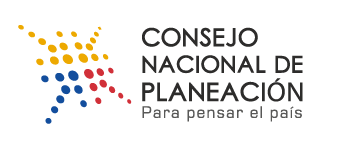 CONSEJO
NACIONAL DE
PLANEACIÓN
Para pensar el país